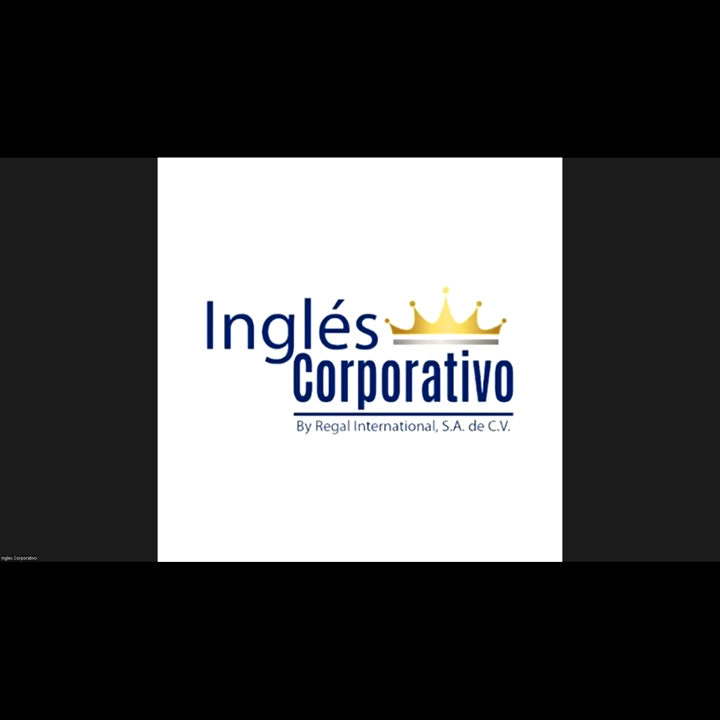 Inglés
Corporativo
By Regal International, S.A. de C.V.
Inglés Corporativo